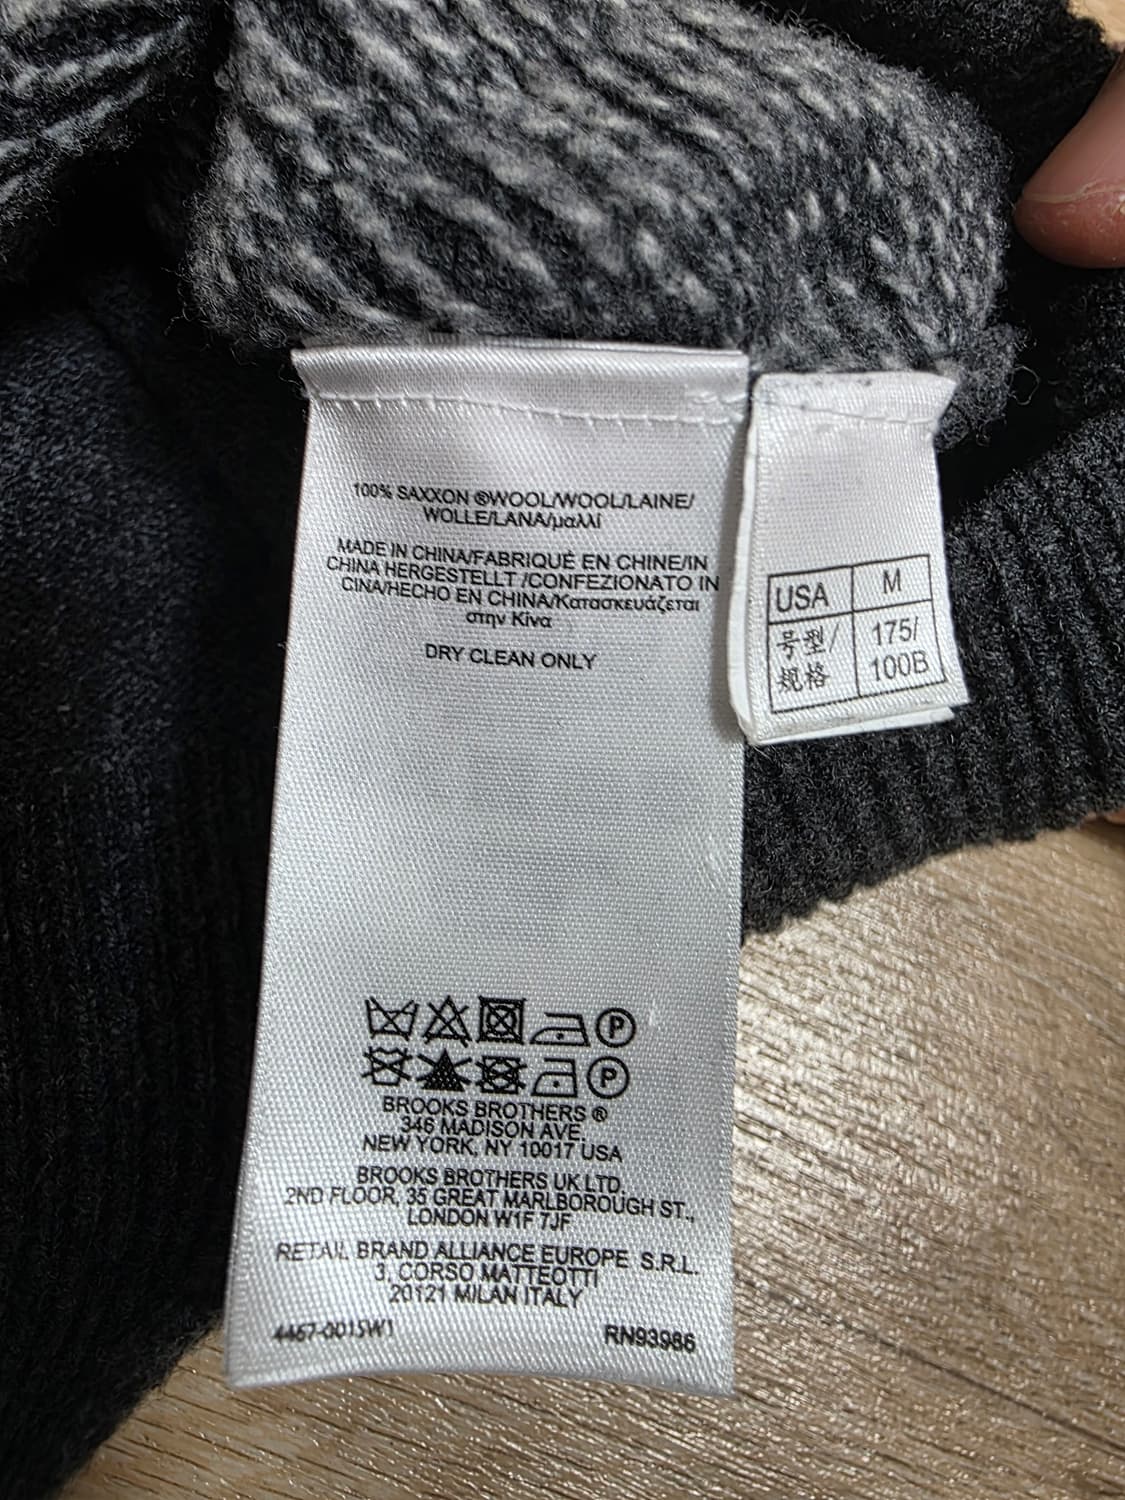 100% SAXXON ®WOOL/WOOL/LAINE/
WOLLE/LANA/μαλλί
MADE IN CHINA/FABRIQUÉ EN CHINE/IN
CHINA HERGESTELLT /CONFEZIONATO IN
CINA/HECHO EN CHINA/Κατασκευάζεται
στην Κίνα
DRY CLEAN ONLY
P
P
BROOKS BROTHERS ®
346 MADISON AVE.
NEW YORK, NY 10017 USA
BROOKS BROTHERS UK LTD.
2ND FLOOR, 35 GREAT MARLBOROUGH ST.,
LONDON W1F 7JF
RETAIL BRAND ALLIANCE EUROPE S.R.L.
3, CORSO MATTEOTTI
20121 MILAN ITALY
4467-001SW1 RN93986
USA M
号型/ 175/
规格 100B